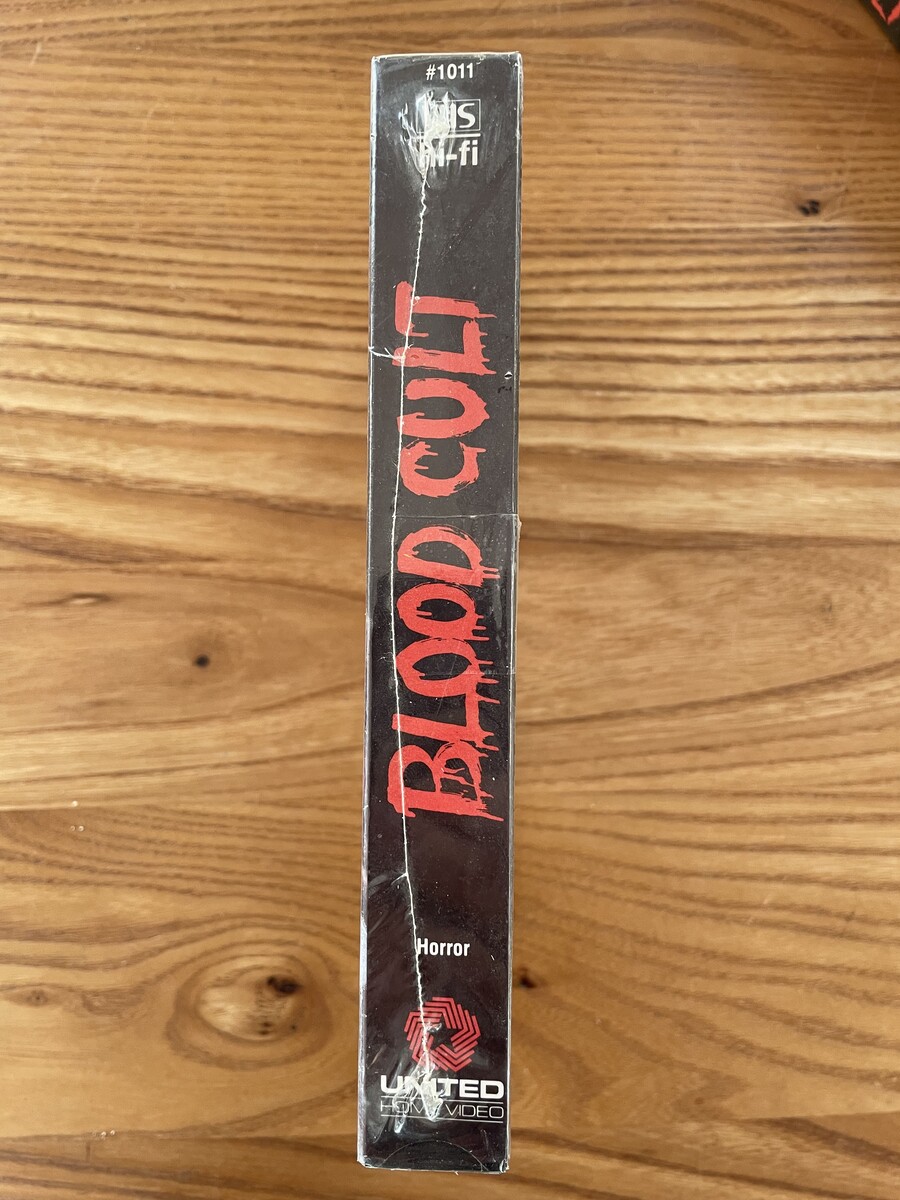 #1011
VHS
hi-fi
BLOOD CULT
Horror
UNITED
HOME VIDEO